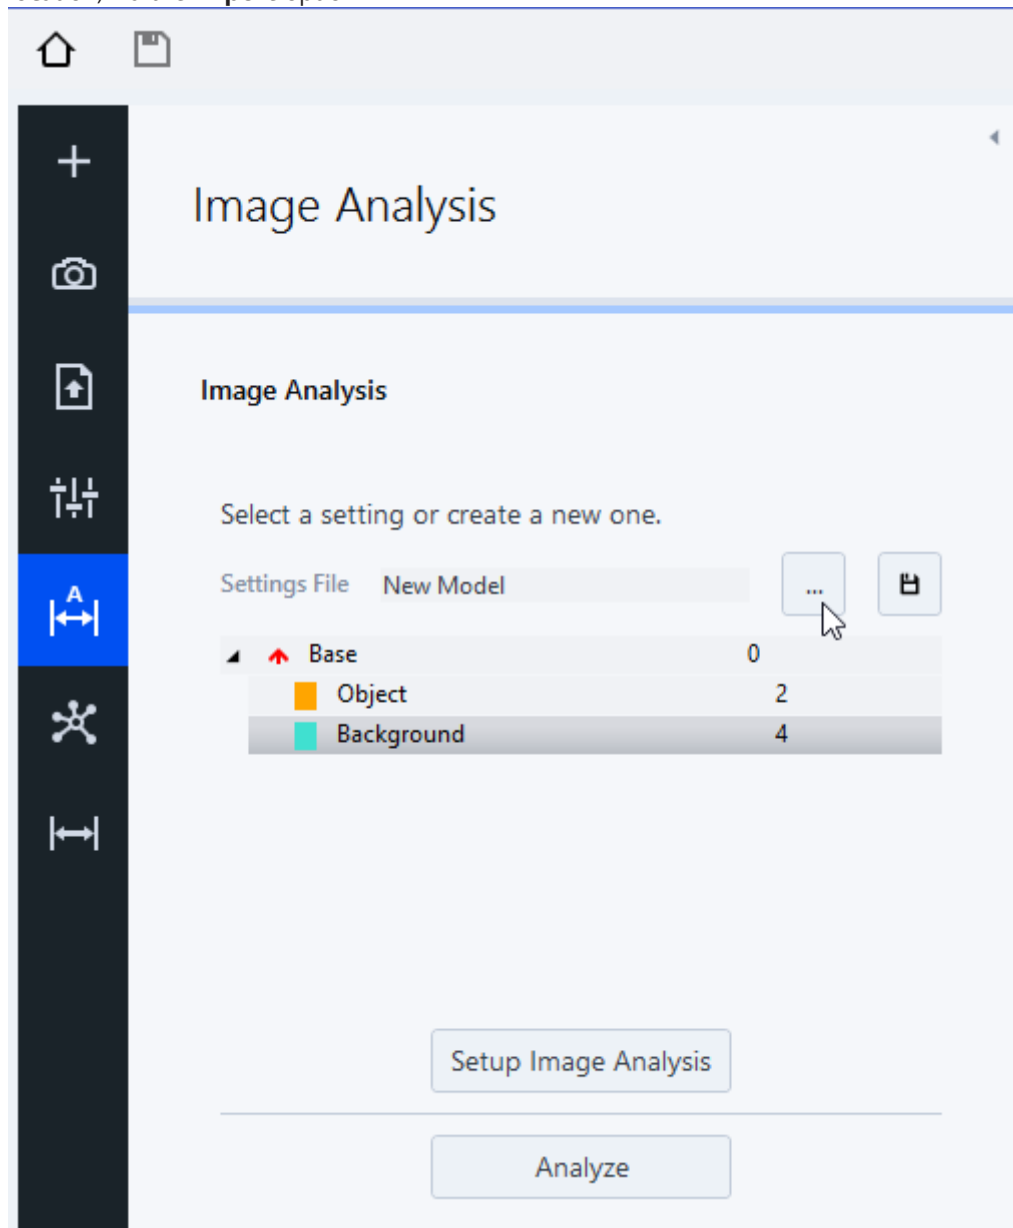 Image Analysis
Image Analysis
Select a setting or create a new one.
Settings File New Model ...
Base 0
Object 2
Background 4
Setup Image Analysis
Analyze